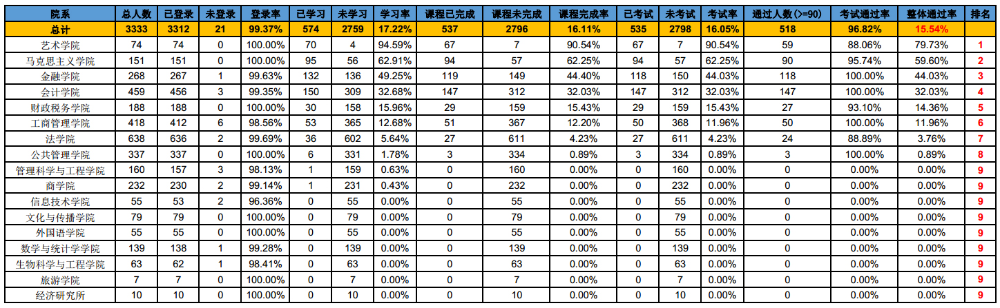 院系 总人数 已登录 未登录 登录率 已学习 未学习 学习率 课程已完成 课程未完成 课程完成率 已考试 未考试 考试率 通过人数(>=90) 考试通过率 整体通过率 排名
总计 3333 3312 21 99.37% 574 2759 17.22% 537 2796 16.11% 535 2798 16.05% 518 96.82% 15.54%
艺术学院 74 74 0 100.00% 70 4 94.59% 67 7 90.54% 67 7 90.54% 59 88.06% 79.73% 1
马克思主义学院 151 151 0 100.00% 95 56 62.91% 94 57 62.25% 94 57 62.25% 90 95.74% 59.60% 2
金融学院 268 267 1 99.63% 132 136 49.25% 119 149 44.40% 118 150 44.03% 118 100.00% 44.03% 3
会计学院 459 456 3 99.35% 150 309 32.68% 147 312 32.03% 147 312 32.03% 147 100.00% 32.03% 4
财政税务学院 188 188 0 100.00% 30 158 15.96% 29 159 15.43% 29 159 15.43% 27 93.10% 14.36% 5
工商管理学院 418 412 6 98.56% 53 365 12.68% 51 367 12.20% 50 368 11.96% 50 100.00% 11.96% 6
法学院 638 636 2 99.69% 36 602 5.64% 27 611 4.23% 27 611 4.23% 24 88.89% 3.76% 7
公共管理学院 337 337 0 100.00% 6 331 1.78% 3 334 0.89% 3 334 0.89% 3 100.00% 0.89% 8
管理科学与工程学院 160 157 3 98.13% 1 159 0.63% 0 160 0.00% 0 160 0.00% 0 0.00% 0.00% 9
商学院 232 230 2 99.14% 1 231 0.43% 0 232 0.00% 0 232 0.00% 0 0.00% 0.00% 9
信息技术学院 55 53 2 96.36% 0 55 0.00% 0 55 0.00% 0 55 0.00% 0 0.00% 0.00% 9
文化与传播学院 79 79 0 100.00% 0 79 0.00% 0 79 0.00% 0 79 0.00% 0 0.00% 0.00% 9
外国语学院 55 55 0 100.00% 0 55 0.00% 0 55 0.00% 0 55 0.00% 0 0.00% 0.00% 9
数学与统计学学院 139 138 1 99.28% 0 139 0.00% 0 139 0.00% 0 139 0.00% 0 0.00% 0.00% 9
生物科学与工程学院 63 62 1 98.41% 0 63 0.00% 0 63 0.00% 0 63 0.00% 0 0.00% 0.00% 9
旅游学院 7 7 0 100.00% 0 7 0.00% 0 7 0.00% 0 7 0.00% 0 0.00% 0.00% 9
经济研究所 10 10 0 100.00% 0 10 0.00% 0 10 0.00% 0 10 0.00% 0 0.00% 0.00% 9